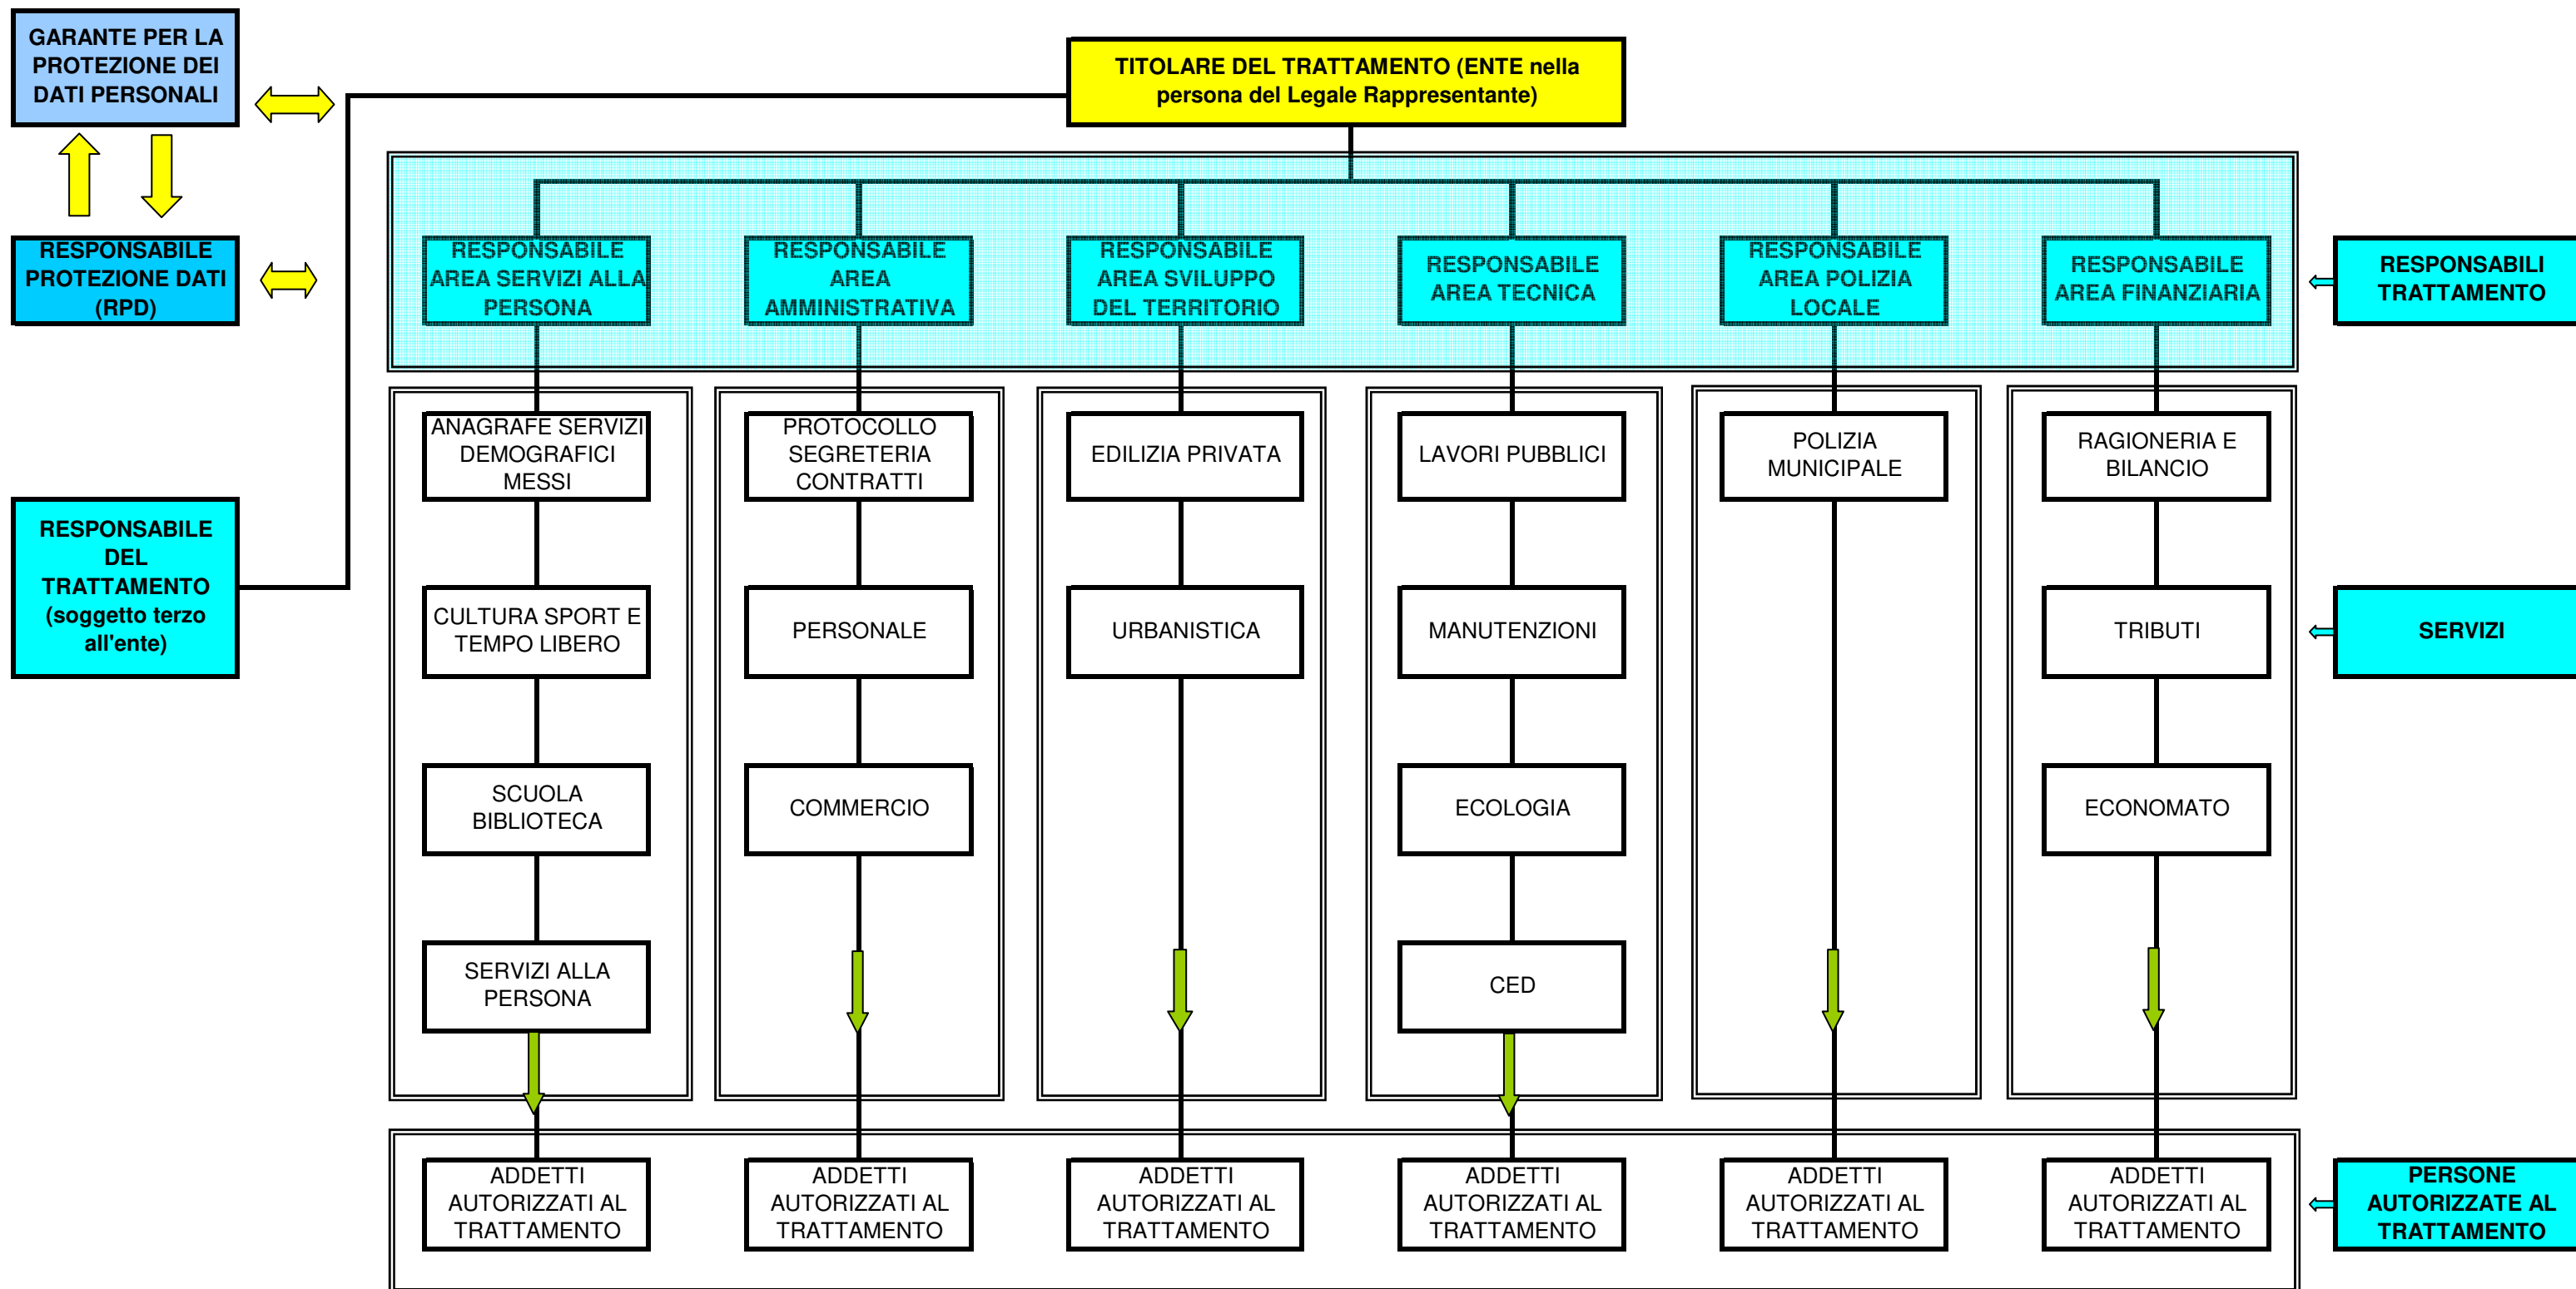 GARANTE PER LA
PROTEZIONE DEI
DATI PERSONALI
TITOLARE DEL TRATTAMENTO (ENTE nella
persona del Legale Rappresentante)
RESPONSABILE
PROTEZIONE DATI
(RPD)
RESPONSABILE
AREA SERVIZI ALLA
PERSONA
RESPONSABILE
AREA
AMMINISTRATIVA
RESPONSABILE
AREA SVILUPPO
DEL TERRITORIO
RESPONSABILE
AREA TECNICA
RESPONSABILE
AREA POLIZIA
LOCALE
RESPONSABILE
AREA FINANZIARIA
RESPONSABILI
TRATTAMENTO
ANAGRAFE SERVIZI
DEMOGRAFICI
MESSI
PROTOCOLLO
SEGRETERIA
CONTRATTI
EDILIZIA PRIVATA
LAVORI PUBBLICI
POLIZIA
MUNICIPALE
RAGIONERIA E
BILANCIO
RESPONSABILE
DEL
TRATTAMENTO
(soggetto terzo
all'ente)
CULTURA SPORT E
TEMPO LIBERO
PERSONALE
URBANISTICA
MANUTENZIONI
TRIBUTI
SERVIZI
SCUOLA
BIBLIOTECA
COMMERCIO
ECOLOGIA
ECONOMATO
SERVIZI ALLA
PERSONA
CED
ADDETTI
AUTORIZZATI AL
TRATTAMENTO
ADDETTI
AUTORIZZATI AL
TRATTAMENTO
ADDETTI
AUTORIZZATI AL
TRATTAMENTO
ADDETTI
AUTORIZZATI AL
TRATTAMENTO
ADDETTI
AUTORIZZATI AL
TRATTAMENTO
ADDETTI
AUTORIZZATI AL
TRATTAMENTO
PERSONE
AUTORIZZATE AL
TRATTAMENTO